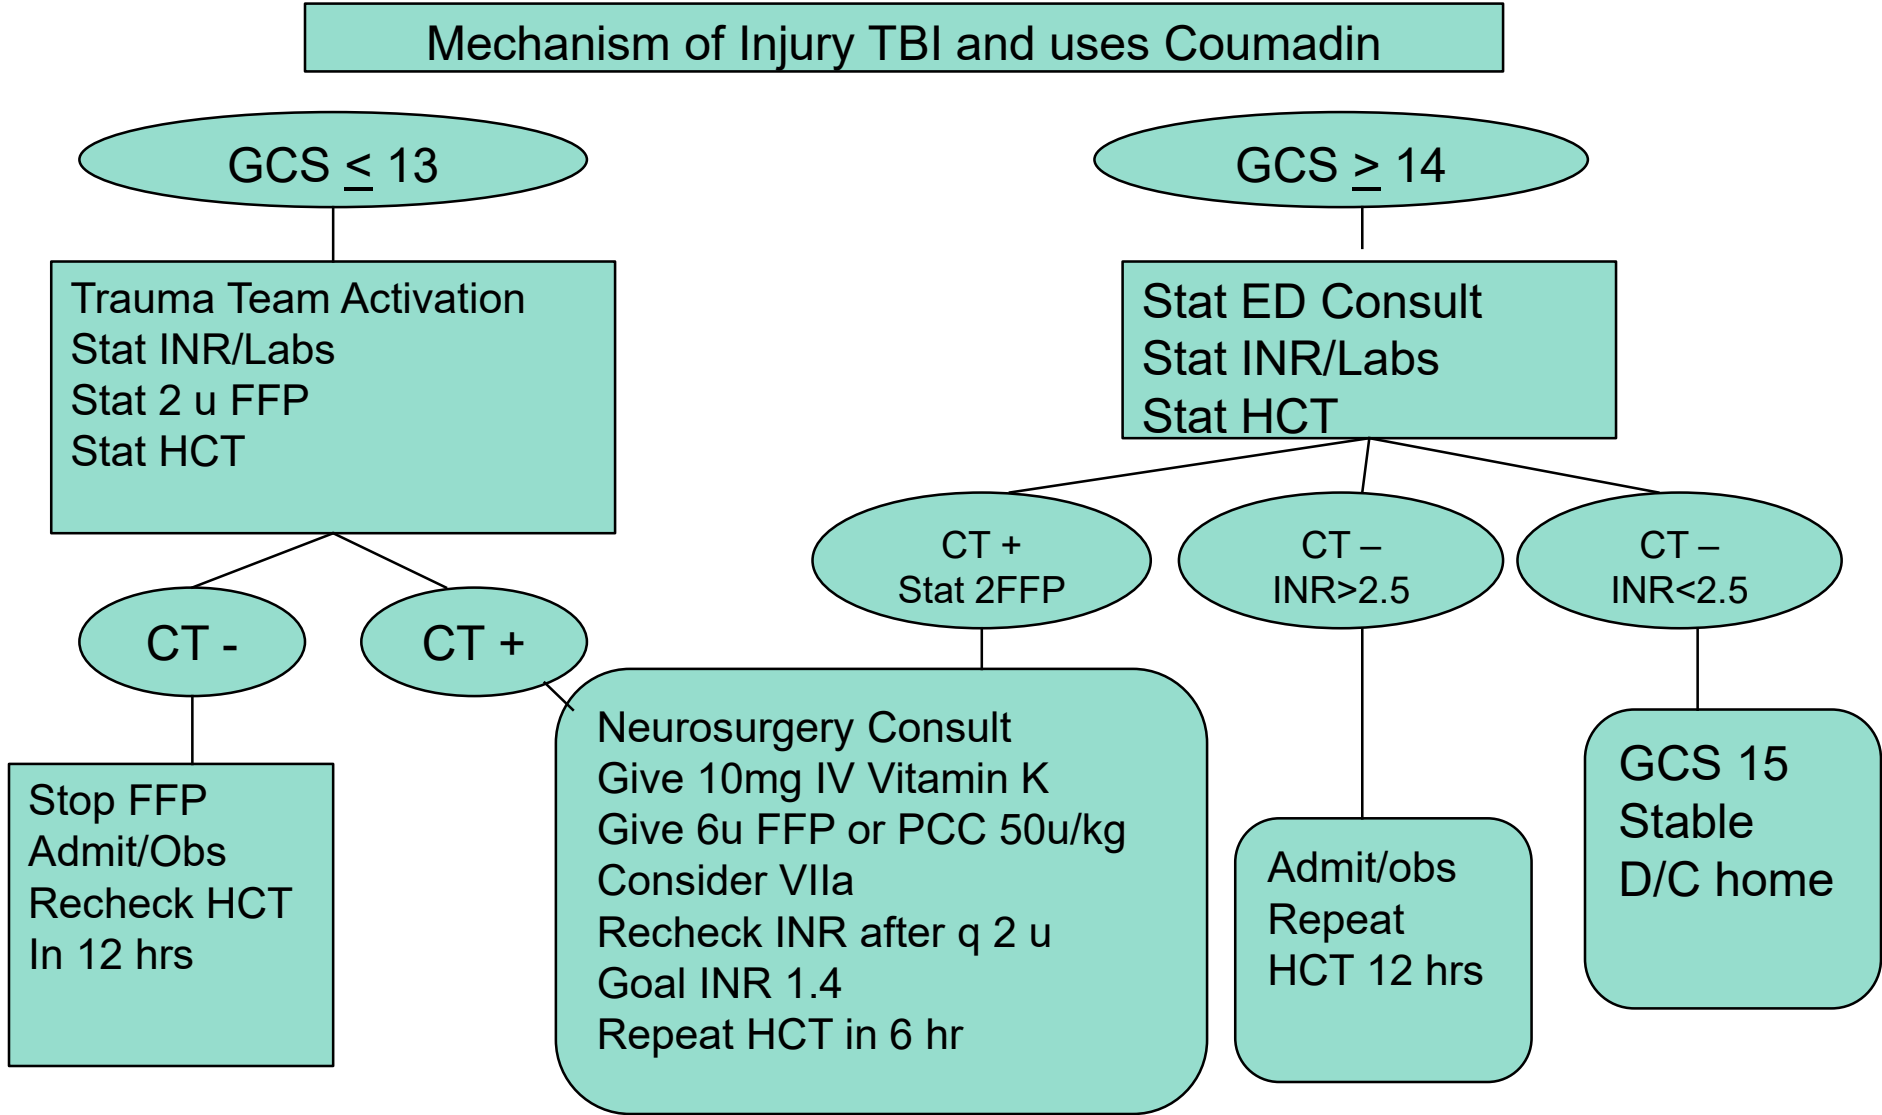 Mechanism of Injury TBI and uses Coumadin
GCS ≤ 13
GCS ≥ 14
Trauma Team Activation
Stat INR/Labs
Stat 2 u FFP
Stat HCT
Stat ED Consult
Stat INR/Labs
Stat HCT
CT -
CT +
CT +
Stat 2FFP
CT –
INR>2.5
CT –
INR<2.5
Stop FFP
Admit/Obs
Recheck HCT
In 12 hrs
Neurosurgery Consult
Give 10mg IV Vitamin K
Give 6u FFP or PCC 50u/kg
Consider VIIa
Recheck INR after q 2 u
Goal INR 1.4
Repeat HCT in 6 hr
Admit/obs
Repeat
HCT 12 hrs
GCS 15
Stable
D/C home